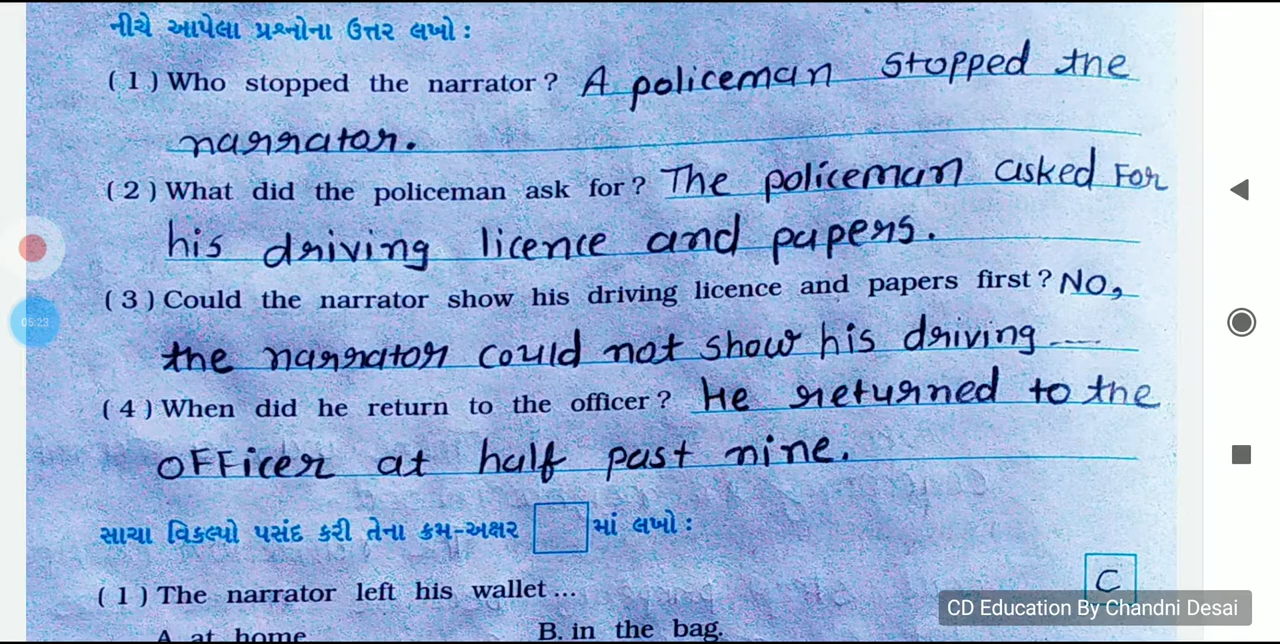 નીચે આપેલા પ્રશ્નોના ઉત્તર લખો :
(1) Who stopped the narrator? A policeman stopped the
narrator.
(2) What did the policeman ask for? The policeman asked For
his driving licence and papers.
(3) Could the narrator show his driving licence and papers first? No,
the narrator could not show his driving ----
(4) When did he return to the officer? He returned to the
officer at half past nine.
સાચા વિકલ્પો પસંદ કરી તેના ક્રમ-અક્ષર માં લખો :
(1) The narrator left his wallet ... C
A. at home B. in the bag.
05:23
CD Education By Chandni Desai